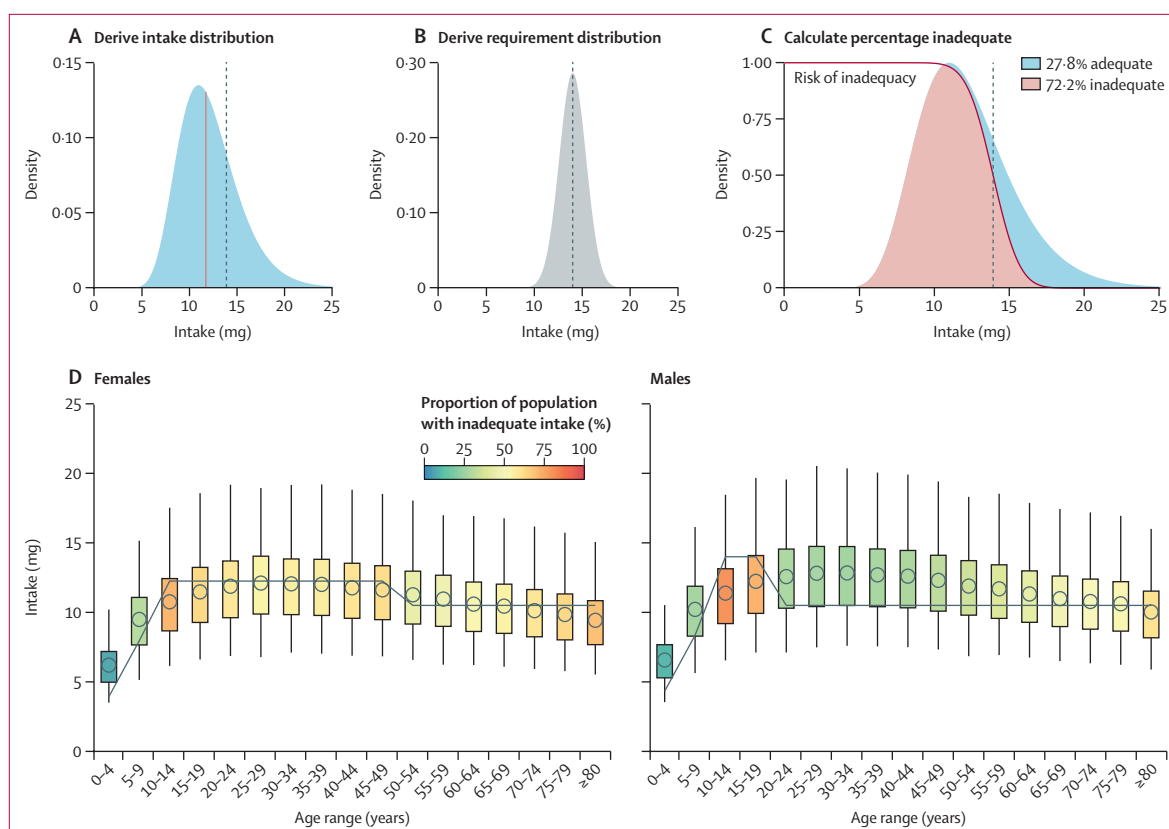 A Derive intake distribution
B Derive requirement distribution
C Calculate percentage inadequate
0·15
0·10
0·05
0
Density
0 5 10 15 20 25
Intake (mg)
0·30
0·20
0·10
0
Density
0 5 10 15 20 25
Intake (mg)
1·00
0·75
0·50
0·25
0
Density
Risk of inadequacy
27·8% adequate
72·2% inadequate
0 5 10 15 20 25
Intake (mg)
D Females
Proportion of population
with inadequate intake (%)
0 25 50 75 100
25
20
15
10
5
0
Intake (mg)
0–4 5–9 10–14 15–19 20–24 25–29 30–34 35–39 40–44 45–49 50–54 55–59 60–64 65–69 70–74 75–79 ≥80
Age range (years)
Males
0–4 5–9 10–14 15–19 20–24 25–29 30–34 35–39 40–44 45–49 50–54 55–59 60–64 65–69 70–74 75–79 ≥80
Age range (years)